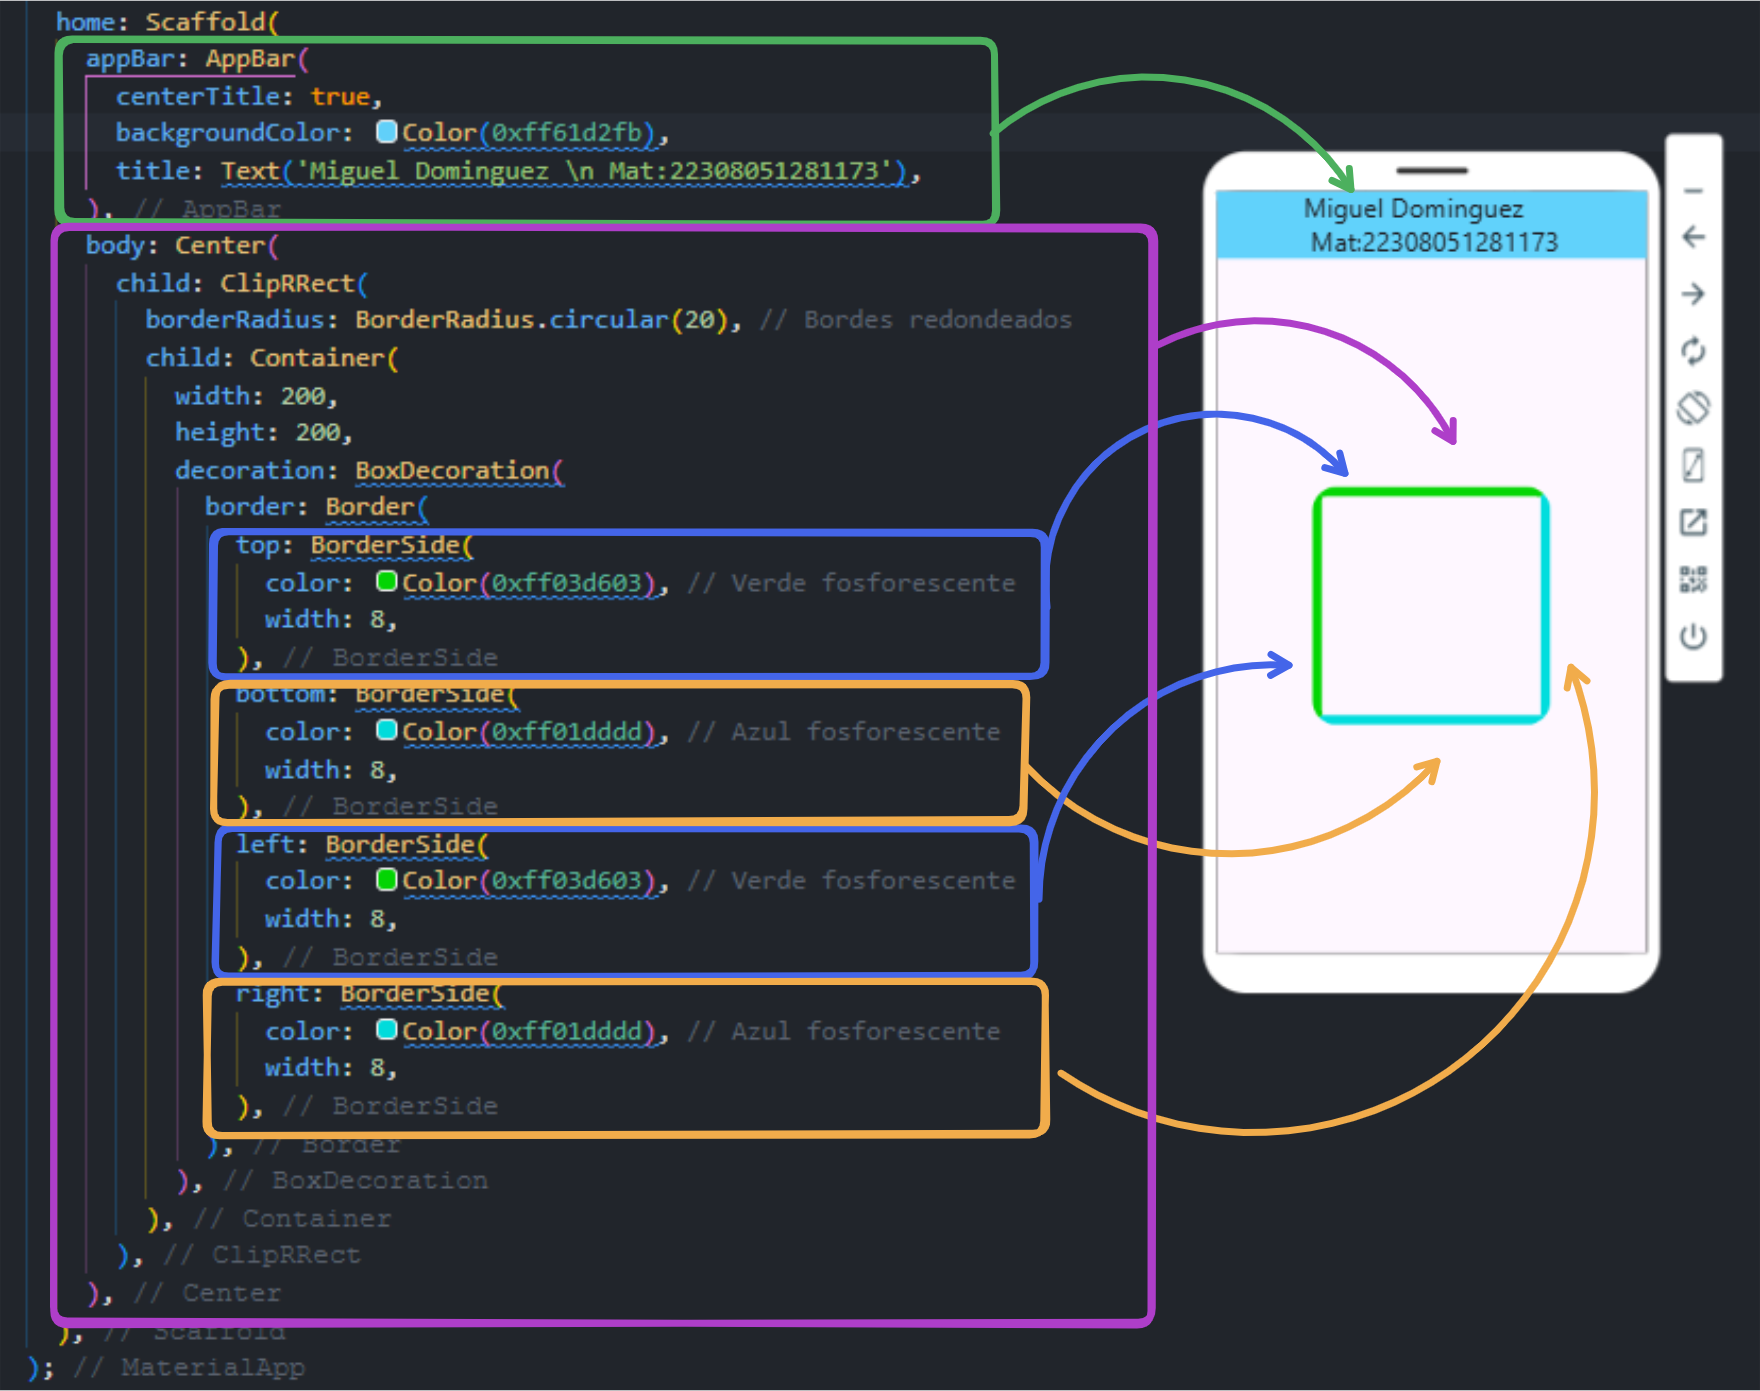 home: Scaffold(
appBar: AppBar(
centerTitle: true,
backgroundColor: Color(0xff61d2fb),
title: Text('Miguel Dominguez \n Mat:22308051281173'),
), // AppBar
body: Center(
child: ClipRRect(
borderRadius: BorderRadius.circular(20), // Bordes redondeados
child: Container(
width: 200,
height: 200,
decoration: BoxDecoration(
border: Border(
top: BorderSide(
color: Color(0xff03d603), // Verde fosforescente
width: 8,
), // BorderSide
bottom: BorderSide(
color: Color(0xff01dddd), // Azul fosforescente
width: 8,
), // BorderSide
left: BorderSide(
color: Color(0xff03d603), // Verde fosforescente
width: 8,
), // BorderSide
right: BorderSide(
color: Color(0xff01dddd), // Azul fosforescente
width: 8,
), // BorderSide
), // Border
), // BoxDecoration
), // Container
), // ClipRRect
), // Center
), // Scaffold
); // MaterialApp
Miguel Dominguez
Mat:22308051281173